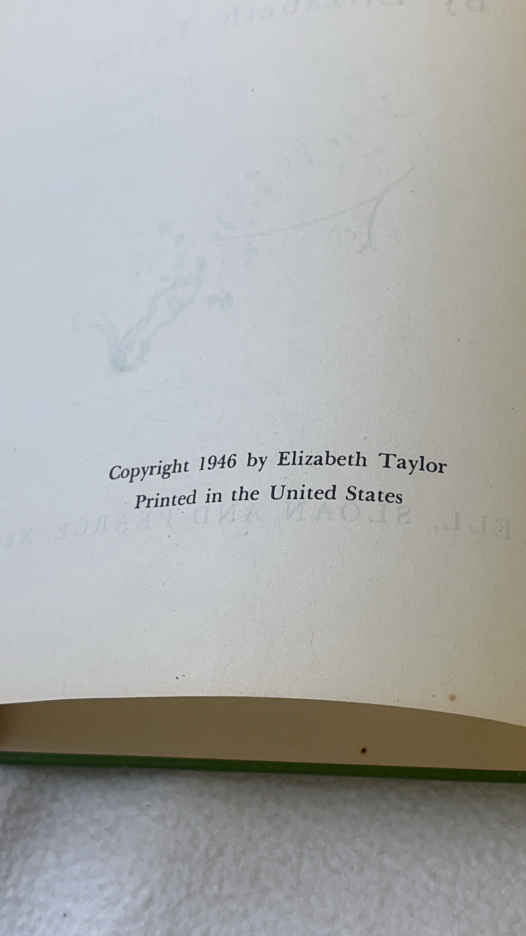 Copyright 1946 by Elizabeth Taylor
Printed in the United States